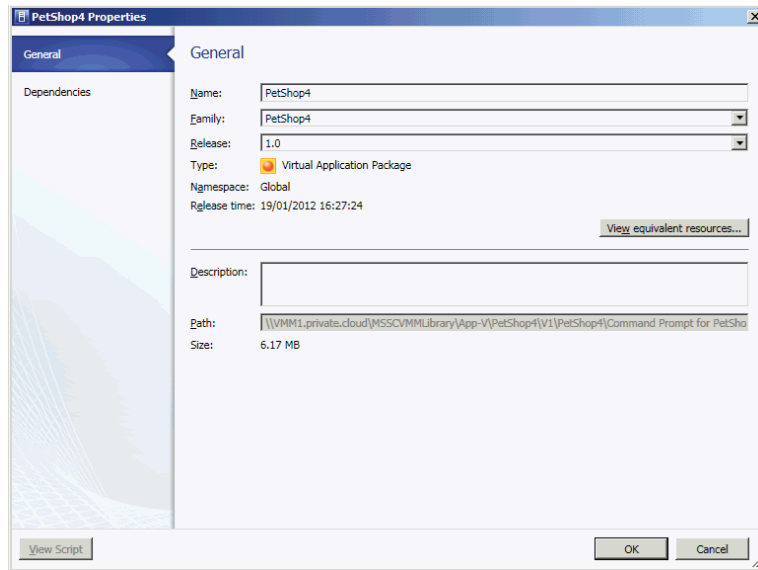 PetShop4 Properties
General
Dependencies
General
Name: PetShop4
Family: PetShop4
Release: 1.0
Type: Virtual Application Package
Namespace: Global
Release time: 19/01/2012 16:27:24
View equivalent resources...
Description:
Path: \\VMM1.private.cloud\MSSCVMMLibrary\App-V\PetShop4\V1\PetShop4\Command Prompt for PetSho
Size: 6.17 MB
View Script
OK Cancel